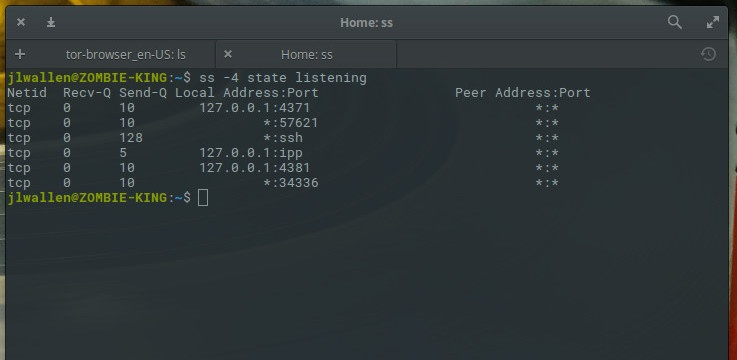 Home: ss
tor-browser_en-US: ls
Home: ss
jlwallen@ZOMBIE-KING:~$ ss -4 state listening
Netid Recv-Q Send-Q Local Address:Port Peer Address:Port
tcp 0 10 127.0.0.1:4371 *:*
tcp 0 10 *:57621 *:*
tcp 0 128 *:ssh *:*
tcp 0 5 127.0.0.1:ipp *:*
tcp 0 10 127.0.0.1:4381 *:*
tcp 0 10 *:34336 *:*
jlwallen@ZOMBIE-KING:~$